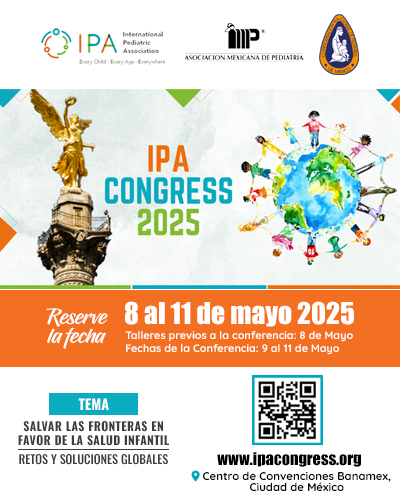 IPA
International
Pediatric
Association
Every Child · Every Age · Everywhere
ASOCIACION MEXICANA DE PEDIATRIA
IPA
CONGRESS
2025
Reserve
la fecha
8 al 11 de mayo 2025
Talleres previos a la conferencia: 8 de Mayo
Fechas de la Conferencia: 9 al 11 de Mayo
TEMA
SALVAR LAS FRONTERAS EN
FAVOR DE LA SALUD INFANTIL
RETOS Y SOLUCIONES GLOBALES
www.ipacongress.org
Centro de Convenciones Banamex,
Ciudad de México